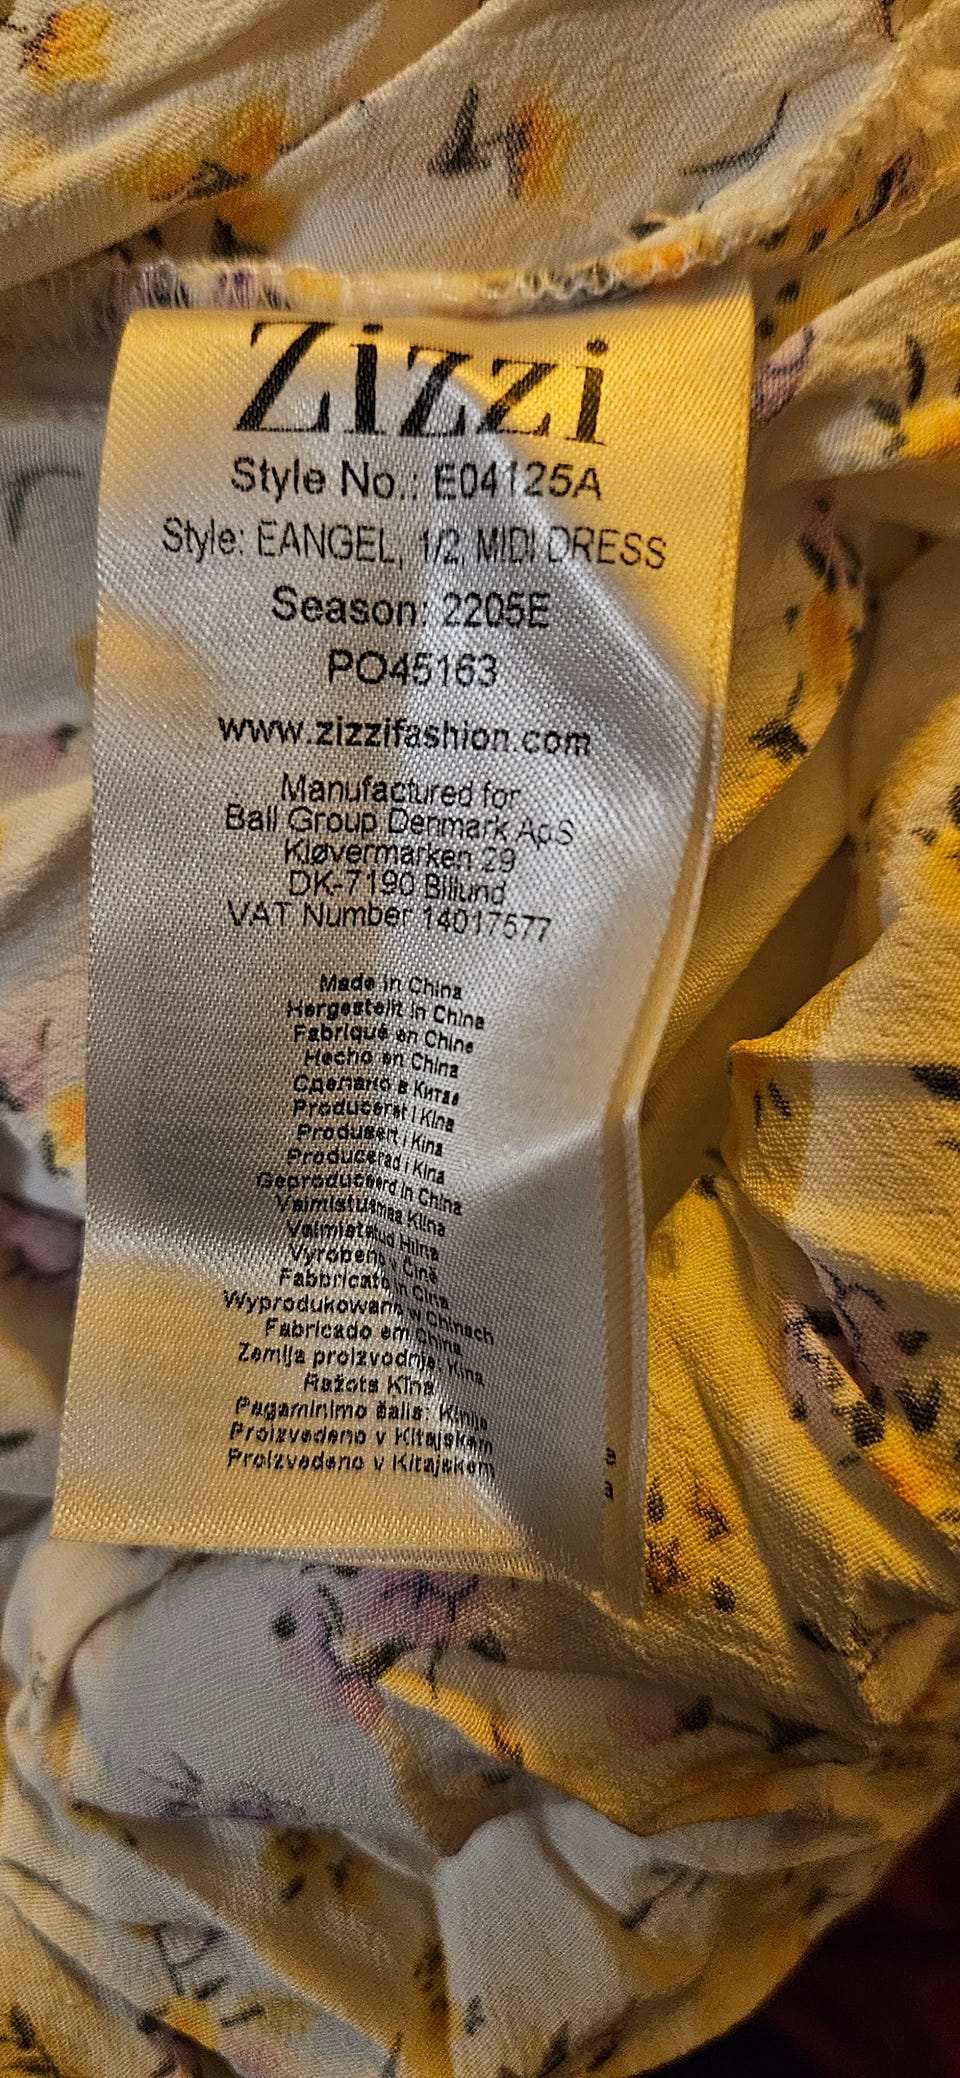 Zizzi
Style No.: E04125A
Style: EANGEL, 1/2, MIDI DRESS
Season: 2205E
PO45163
www.zizzifashion.com
Manufactured for
Ball Group Denmark ApS
Kløvermarken 29
DK-7190 Billund
VAT Number 14017577
Made in China
Hergestellt in China
Fabriqué en Chine
Hecho en China
Сделано в Китае
Produceret i Kina
Produsert i Kina
Producerad i Kina
Geproduceerd in China
Valmistusmaa Kiina
Valmistatud Hiina
Vyrobeno v Číně
Fabbricato in Cina
Wyprodukowano w Chinach
Fabricado em China
Zemlja proizvodnje: Kina
Ražots Ķīnā
Pagaminimo šalis: Kinija
Proizvedeno v Kitajskem
Proizvedeno v Kitajskem